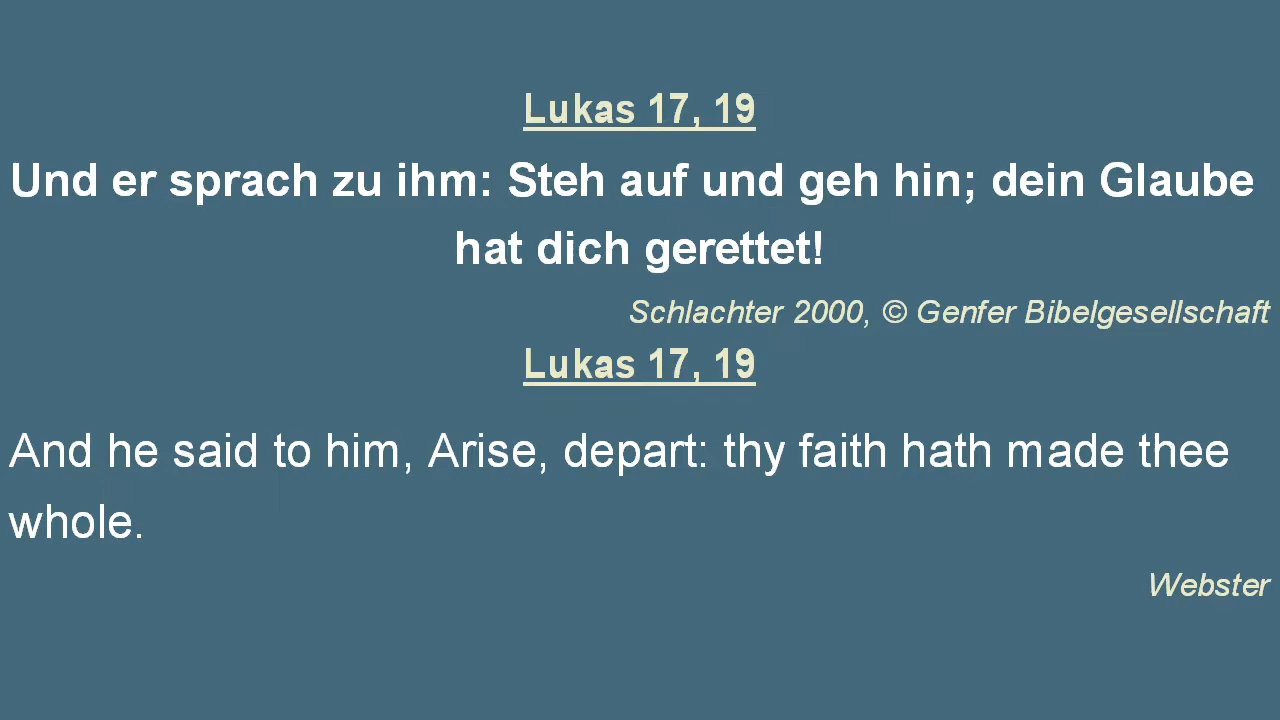 Lukas 17, 19
Und er sprach zu ihm: Steh auf und geh hin; dein Glaube
hat dich gerettet!
Schlachter 2000, © Genfer Bibelgesellschaft
Lukas 17, 19
And he said to him, Arise, depart: thy faith hath made thee
whole.
Webster